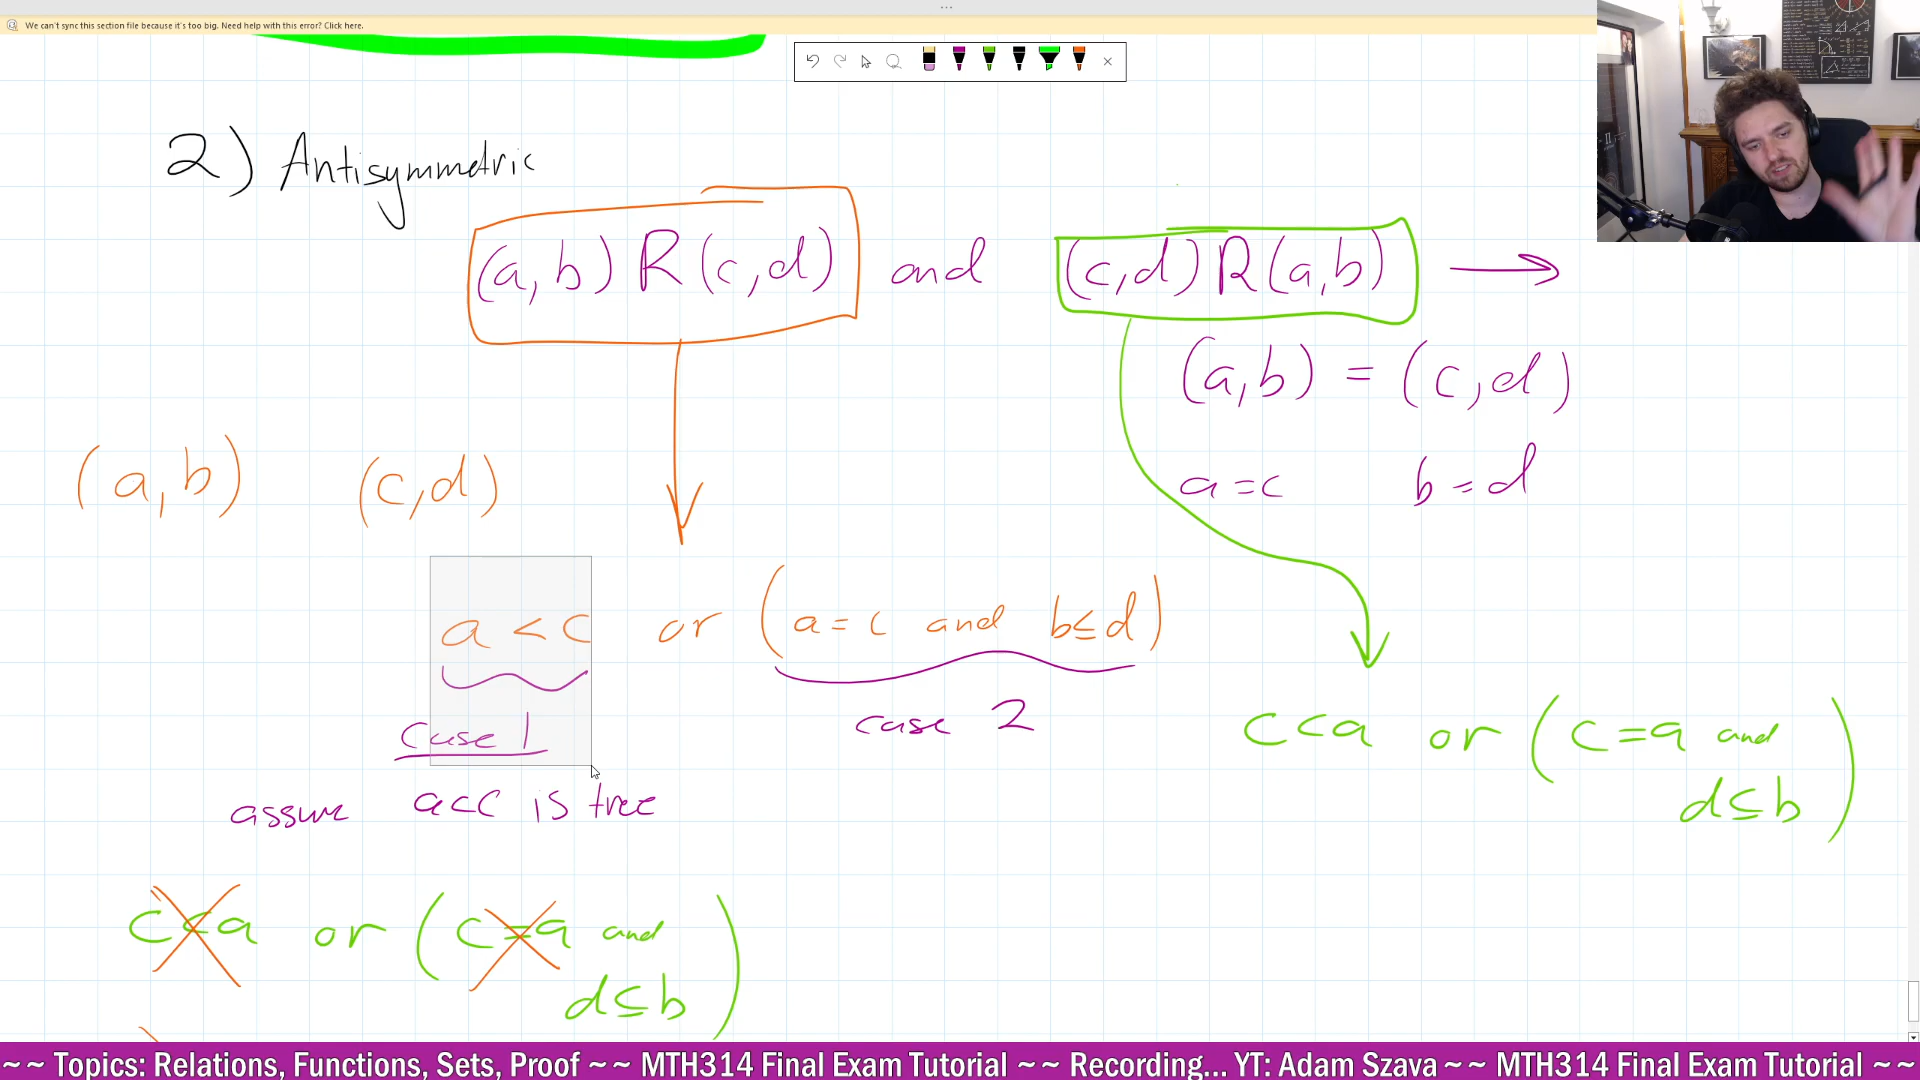 We can't sync this section file because it's too big. Need help with this error? Click here.
2) Antisymmetric
(a,b) R (c,d) and (c,d) R (a,b) →
(a,b) = (c,d)
(a,b) (c,d)
a=c b=d
a < c or (a = c and b≤d)
case 1
case 2
c<a or (c=a and
d≤b)
assume a<c is true
c<a or (c=a and
d≤b)
~ ~ Topics: Relations, Functions, Sets, Proof ~ ~ MTH314 Final Exam Tutorial ~ ~ Recording... YT: Adam Szava ~ ~ MTH314 Final Exam Tutorial ~ ~